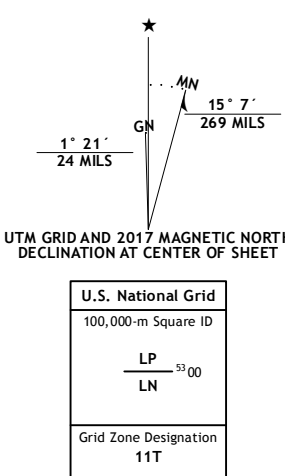 ★
MN
15° 7´
269 MILS
GN
1° 21´
24 MILS
UTM GRID AND 2017 MAGNETIC NORTH
DECLINATION AT CENTER OF SHEET
U.S. National Grid
100,000-m Square ID
LP
53 00
LN
Grid Zone Designation
11T